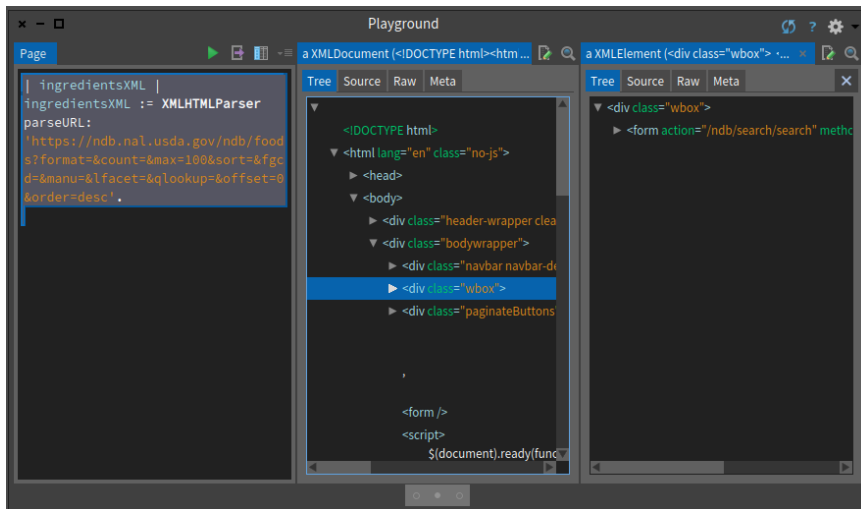 Playground
Page
| ingredientsXML |
ingredientsXML := XMLHTMLParser
parseURL:
'https://ndb.nal.usda.gov/ndb/food
s?format=&count=&max=100&sort=&fgc
d=&manu=&lfacet=&qlookup=&offset=0
&order=desc'.
a XMLDocument (<!DOCTYPE html><htm ...
Tree Source Raw Meta
<!DOCTYPE html>
<html lang="en" class="no-js">
<head>
<body>
<div class="header-wrapper clea
<div class="bodywrapper">
<div class="navbar navbar-de
<div class="wbox">
<div class="paginateButtons"
,
<form />
<script>
$(document).ready(func
a XMLElement (<div class="wbox"> ·...
Tree Source Raw Meta
<div class="wbox">
<form action="/ndb/search/search" metho